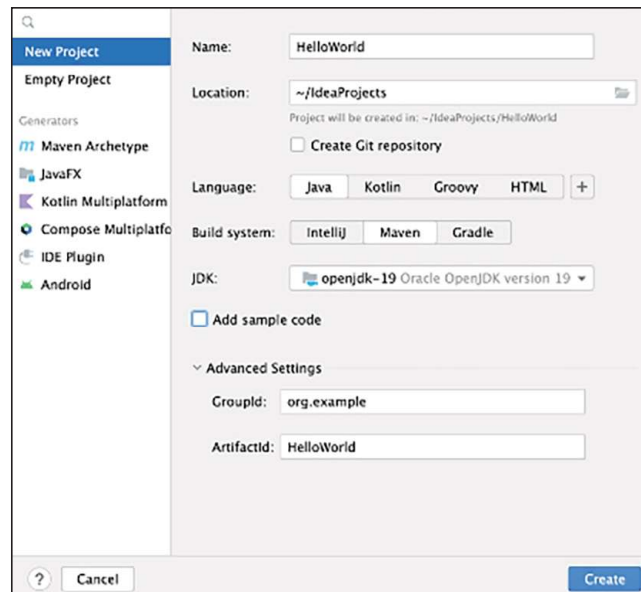 New Project
Empty Project
Generators
Maven Archetype
JavaFX
Kotlin Multiplatform
Compose Multiplatfo
IDE Plugin
Android
Name: HelloWorld
Location: ~/IdeaProjects
Project will be created in: ~/IdeaProjects/HelloWorld
Create Git repository
Language: Java Kotlin Groovy HTML +
Build system: IntelliJ Maven Gradle
JDK: openjdk-19 Oracle OpenJDK version 19
Add sample code
Advanced Settings
GroupId: org.example
ArtifactId: HelloWorld
? Cancel Create